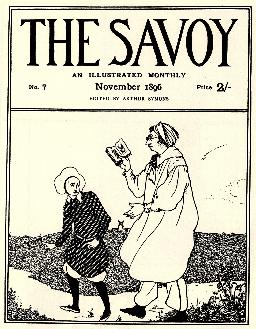 THE SAVOY
AN ILLUSTRATED MONTHLY
No. 7 November 1896 Price 2/-
EDITED BY ARTHUR SYMONS